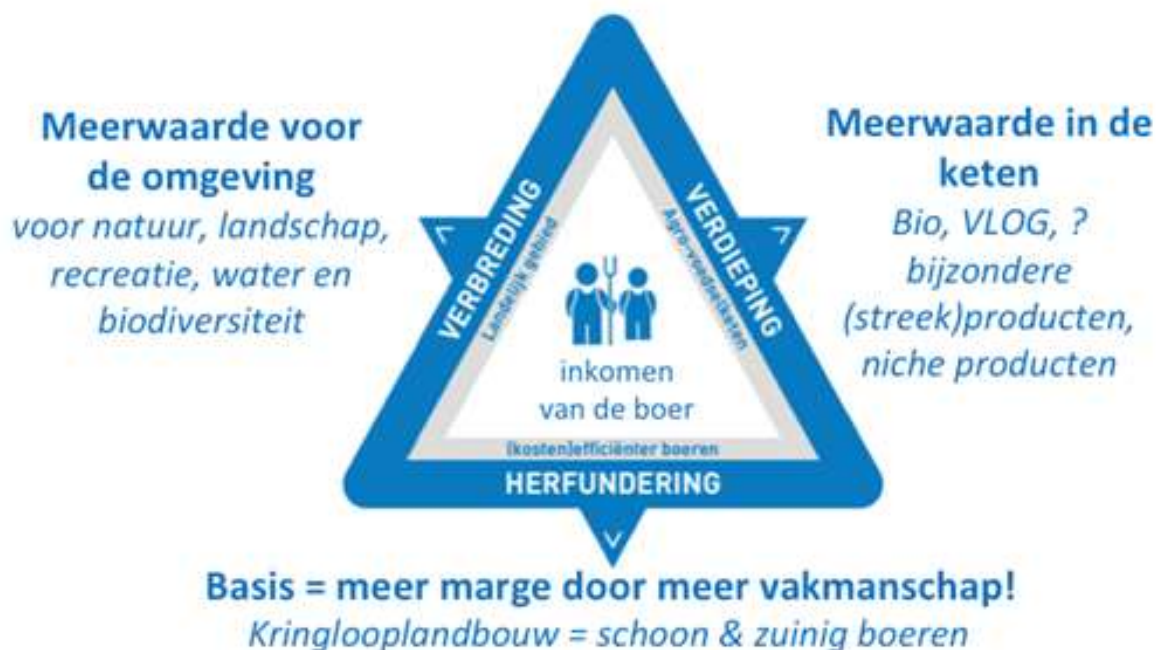 Meerwaarde voor
de omgeving
voor natuur, landschap,
recreatie, water en
biodiversiteit
VERBREDING
Landelijk gebied
inkomen
van de boer
VERDIEPING
Agro-voedselketen
Meerwaarde in de
keten
Bio, VLOG, ?
bijzondere
(streek)producten,
niche producten
(kosten)efficiënter boeren
HERFUNDERING
Basis = meer marge door meer vakmanschap!
Kringlooplandbouw = schoon & zuinig boeren